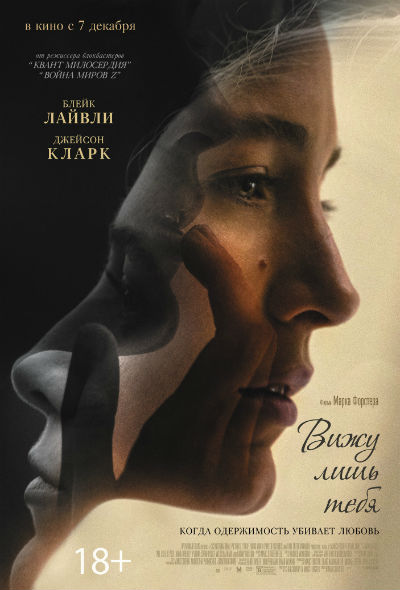 в кино с 7 декабря
от режиссера блокбастеров
“КВАНТ МИЛОСЕРДИЯ”
“ВОЙНА МИРОВ Z”
БЛЕЙК
ЛАЙВЛИ
ДЖЕЙСОН
КЛАРК
Фильм Марка Форстера
Вижу
лишь
тебя
КОГДА ОДЕРЖИМОСТЬ УБИВАЕТ ЛЮБОВЬ
18+